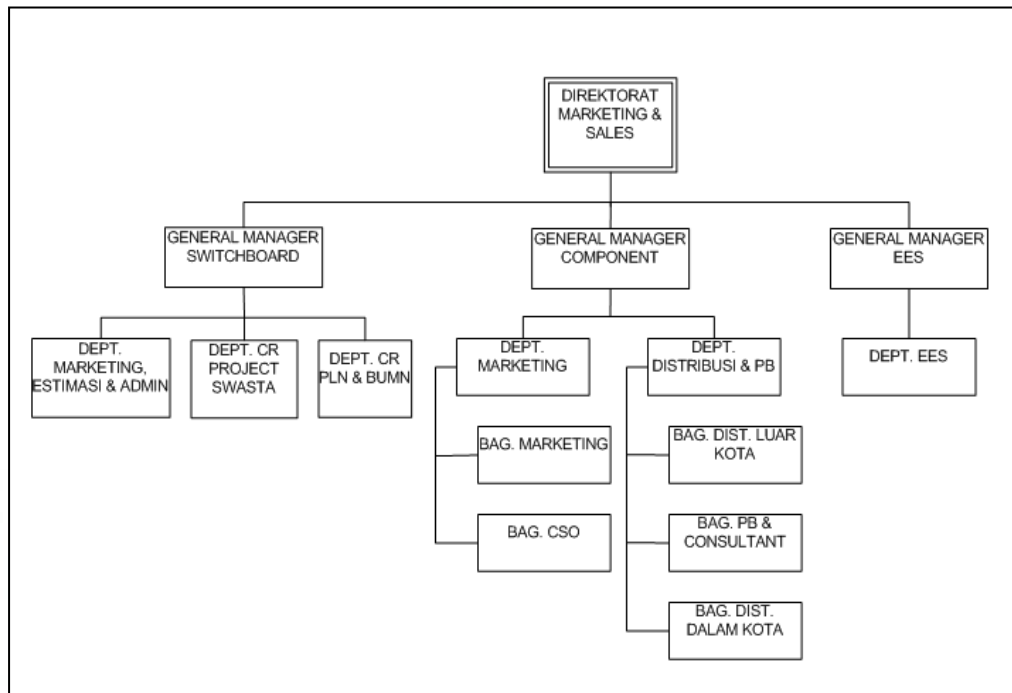 DIREKTORAT
MARKETING &
SALES
GENERAL MANAGER
SWITCHBOARD
GENERAL MANAGER
COMPONENT
GENERAL MANAGER
EES
DEPT.
MARKETING,
ESTIMASI & ADMIN
DEPT. CR
PROJECT
SWASTA
DEPT. CR
PLN & BUMN
DEPT.
MARKETING
DEPT.
DISTRIBUSI & PB
DEPT. EES
BAG. MARKETING
BAG. DIST. LUAR
KOTA
BAG. CSO
BAG. PB &
CONSULTANT
BAG. DIST.
DALAM KOTA